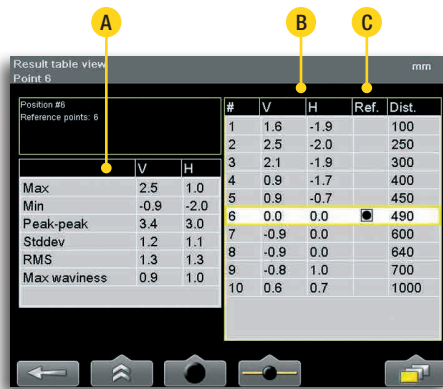 A B C
Result table view
Point 6 mm
Position #6
Reference points: 6
V H
Max 2.5 1.0
Min -0.9 -2.0
Peak-peak 3.4 3.0
Stddev 1.2 1.1
RMS 1.3 1.3
Max waviness 0.9 1.0
# V H Ref. Dist.
1 1.6 -1.9 100
2 2.5 -2.0 250
3 2.1 -1.9 300
4 0.9 -1.7 400
5 0.9 -0.7 450
6 0.0 0.0 490
7 -0.9 0.0 600
8 -0.9 0.0 640
9 -0.8 1.0 700
10 0.6 0.7 1000